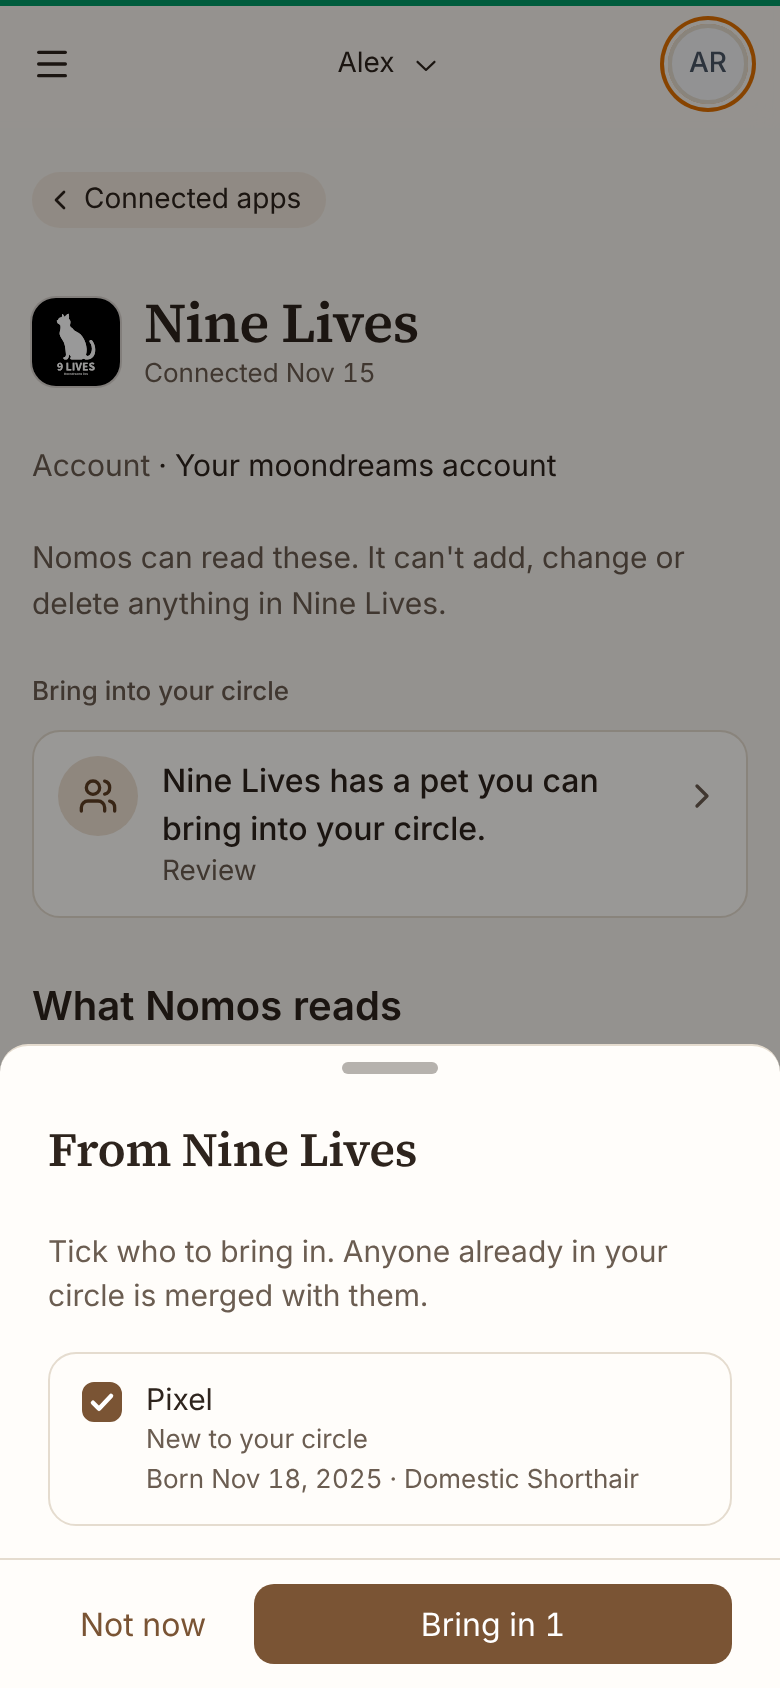 Alex
AR
Connected apps
9 LIVES
Nine Lives
Connected Nov 15
Account · Your moondreams account
Nomos can read these. It can't add, change or
delete anything in Nine Lives.
Bring into your circle
Nine Lives has a pet you can
bring into your circle.
Review
What Nomos reads
From Nine Lives
Tick who to bring in. Anyone already in your
circle is merged with them.
Pixel
New to your circle
Born Nov 18, 2025 · Domestic Shorthair
Not now
Bring in 1